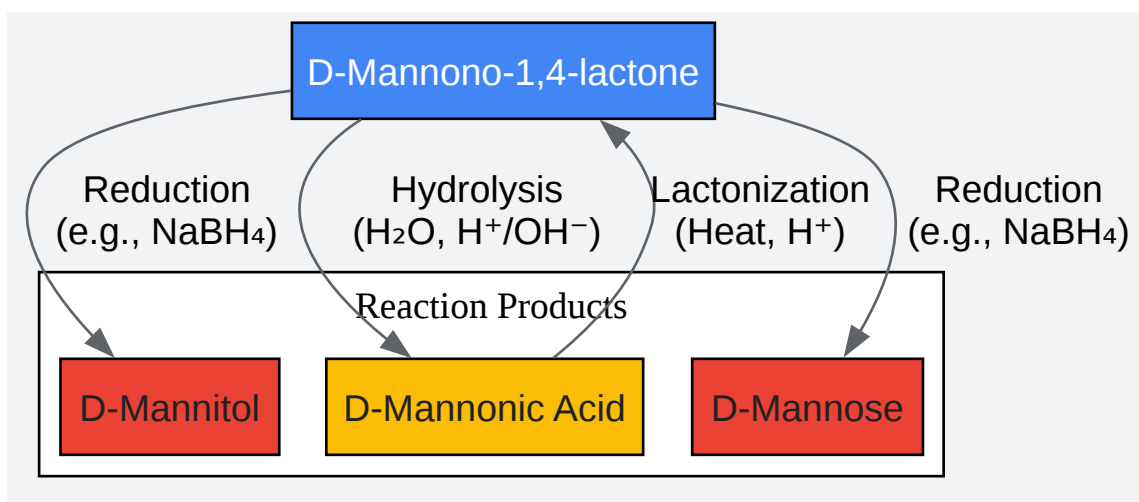 D-Mannono-1,4-lactone
Reduction
(e.g., NaBH₄)
Hydrolysis
(H₂O, H⁺/OH⁻)
Lactonization
(Heat, H⁺)
Reduction
(e.g., NaBH₄)
Reaction Products
D-Mannitol
D-Mannonic Acid
D-Mannose